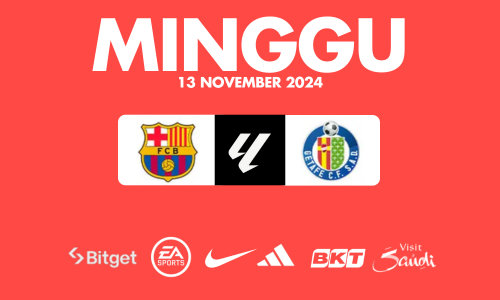 MINGGU
13 NOVEMBER 2024
FCB
GETAFE C.F. S.A.D.
Bitget
EA
SPORTS
BKT
Visit
Saudi